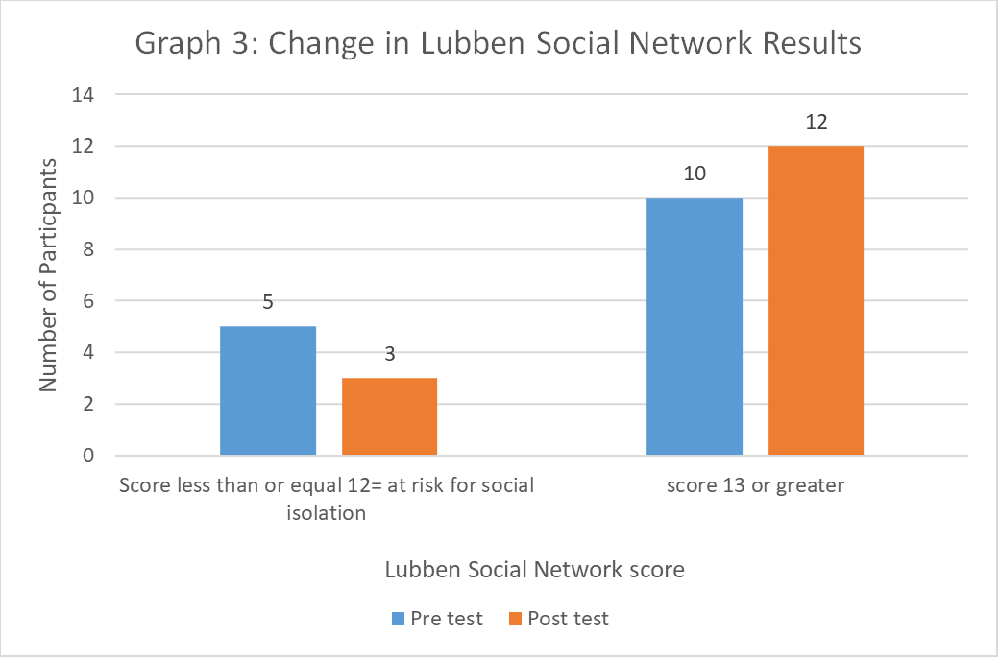 Graph 3: Change in Lubben Social Network Results
Number of Particpants
14
12
10
8
6
4
2
0
5
3
10
12
Score less than or equal 12= at risk for social
isolation
score 13 or greater
Lubben Social Network score
Pre test
Post test